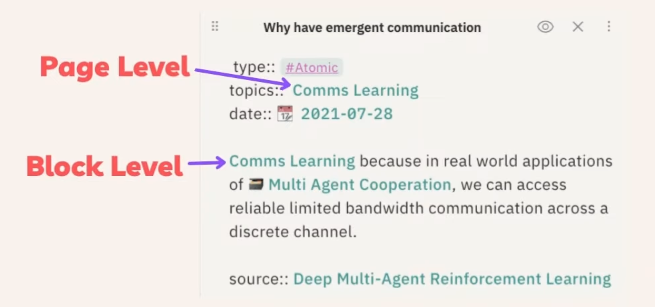 Why have emergent communication
Page Level
type:: #Atomic
topics:: Comms Learning
date:: 📆 2021-07-28
Block Level
Comms Learning because in real world applications
of 🗃 Multi Agent Cooperation, we can access
reliable limited bandwidth communication across a
discrete channel.
source:: Deep Multi-Agent Reinforcement Learning